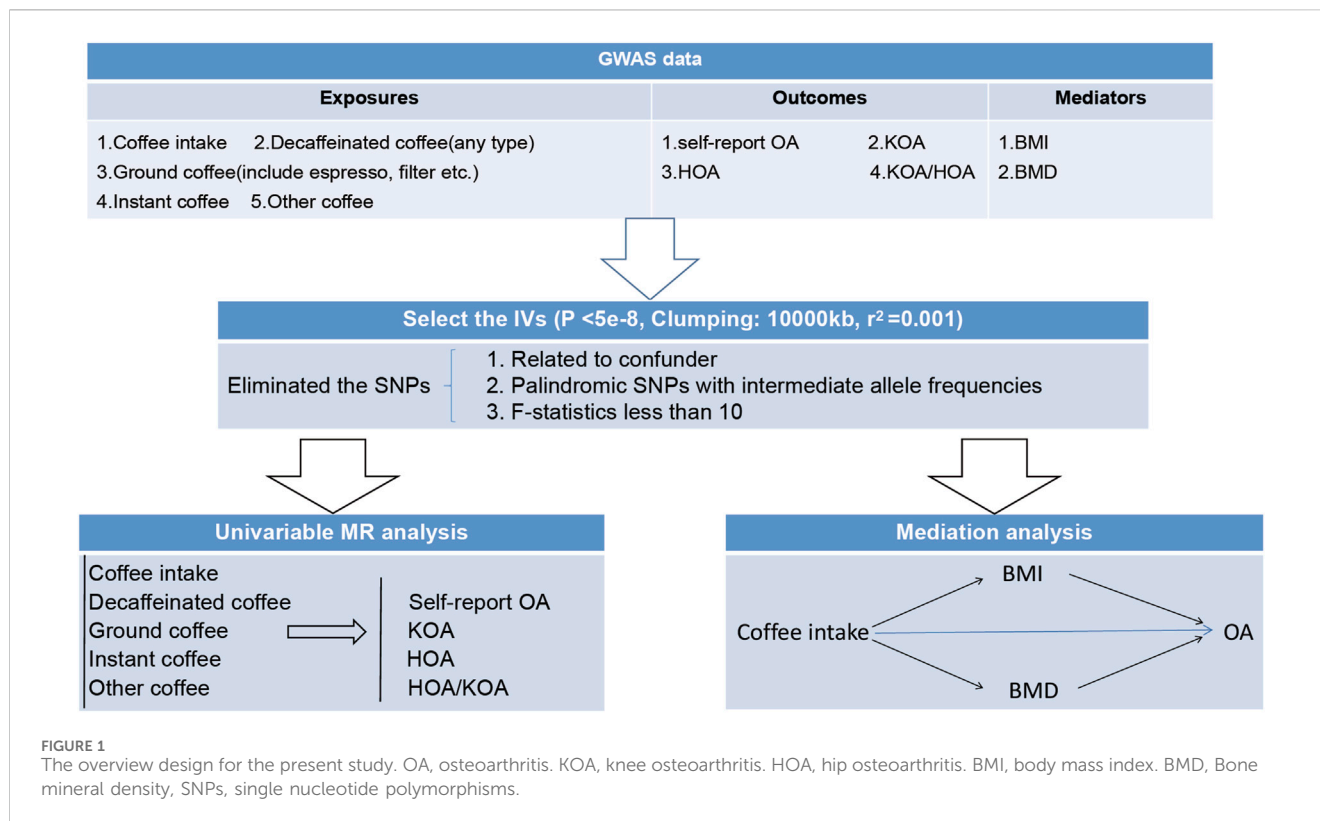 GWAS data
Exposures Outcomes Mediators
1.Coffee intake 2.Decaffeinated coffee(any type) 1.self-report OA 2.KOA 1.BMI
3.Ground coffee(include espresso, filter etc.) 3.HOA 4.KOA/HOA 2.BMD
4.Instant coffee 5.Other coffee
Select the IVs (P <5e-8, Clumping: 10000kb, r² =0.001)
Eliminated the SNPs
1. Related to confunder
2. Palindromic SNPs with intermediate allele frequencies
3. F-statistics less than 10
Univariable MR analysis
Coffee intake
Decaffeinated coffee Self-report OA
Ground coffee KOA
Instant coffee HOA
Other coffee HOA/KOA
Mediation analysis
BMI
Coffee intake OA
BMD
FIGURE 1
The overview design for the present study. OA, osteoarthritis. KOA, knee osteoarthritis. HOA, hip osteoarthritis. BMI, body mass index. BMD, Bone
mineral density, SNPs, single nucleotide polymorphisms.